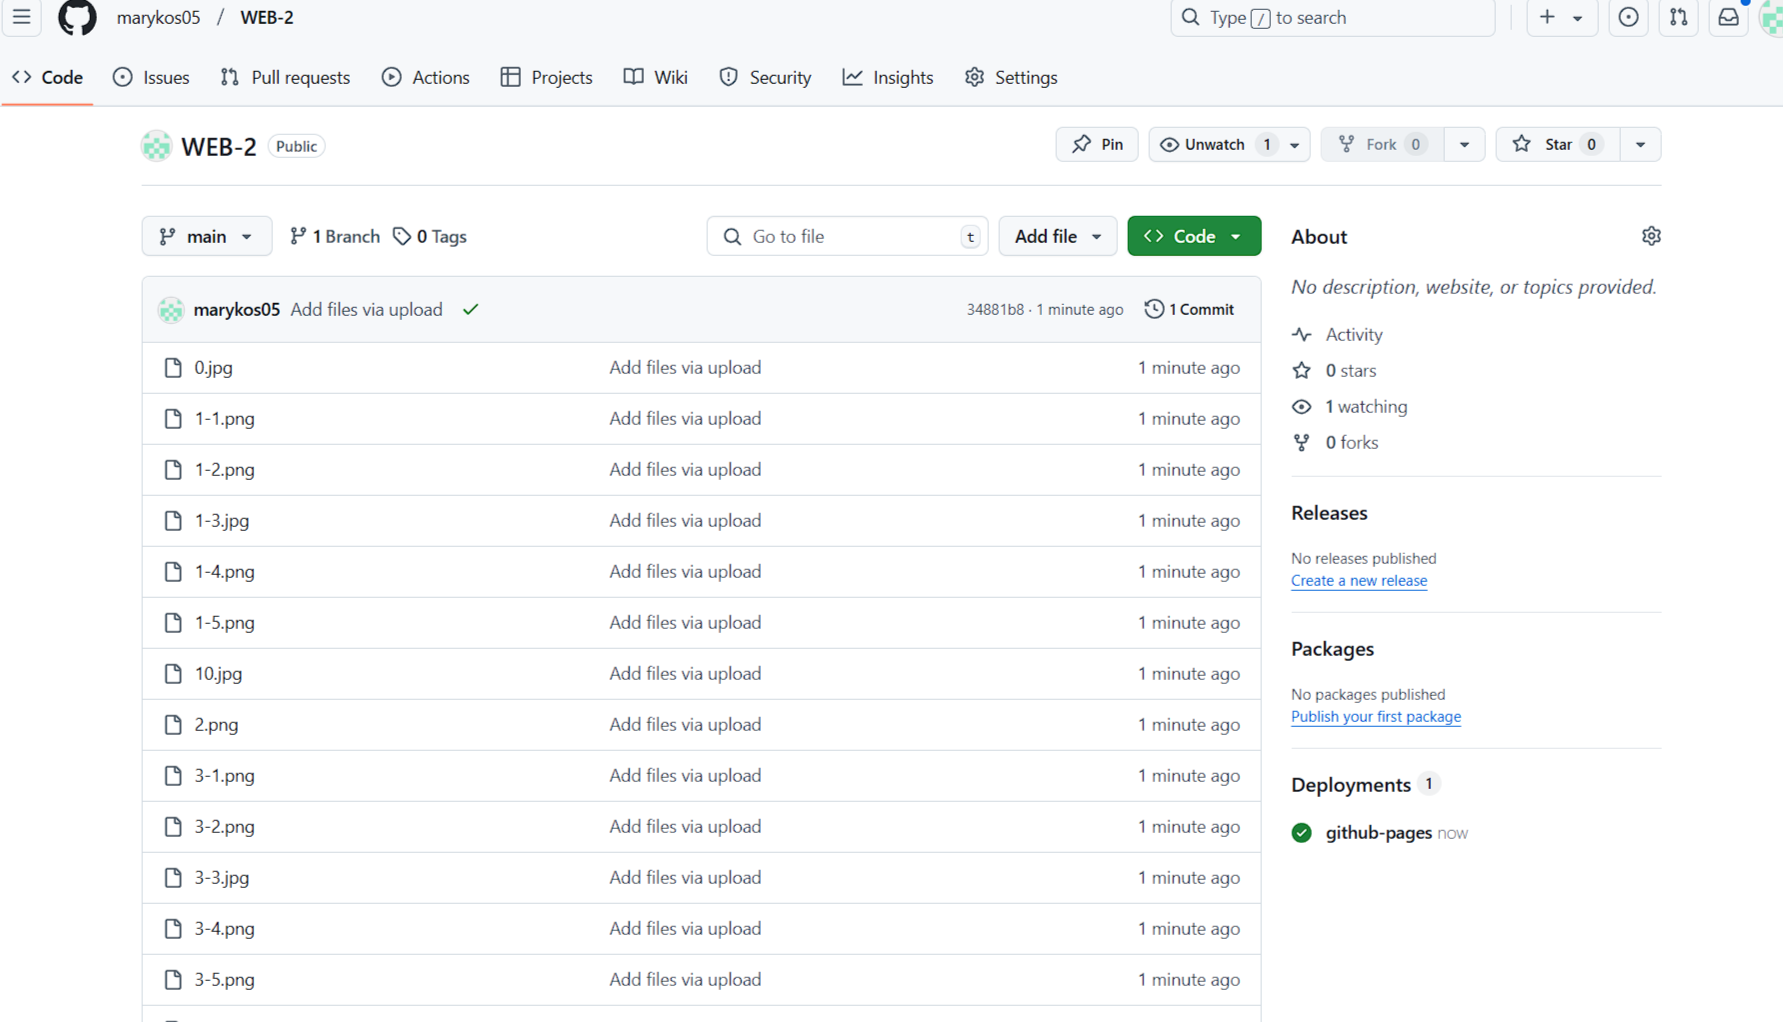 marykos05 / WEB-2
Type / to search
Code Issues Pull requests Actions Projects Wiki Security Insights Settings
WEB-2 Public
Pin Unwatch 1 Fork 0 Star 0
main 1 Branch 0 Tags
Go to file t Add file Code
marykos05 Add files via upload 34881b8 · 1 minute ago 1 Commit
0.jpg Add files via upload 1 minute ago
1-1.png Add files via upload 1 minute ago
1-2.png Add files via upload 1 minute ago
1-3.jpg Add files via upload 1 minute ago
1-4.png Add files via upload 1 minute ago
1-5.png Add files via upload 1 minute ago
10.jpg Add files via upload 1 minute ago
2.png Add files via upload 1 minute ago
3-1.png Add files via upload 1 minute ago
3-2.png Add files via upload 1 minute ago
3-3.jpg Add files via upload 1 minute ago
3-4.png Add files via upload 1 minute ago
3-5.png Add files via upload 1 minute ago
About
No description, website, or topics provided.
Activity
0 stars
1 watching
0 forks
Releases
No releases published
Create a new release
Packages
No packages published
Publish your first package
Deployments 1
github-pages now